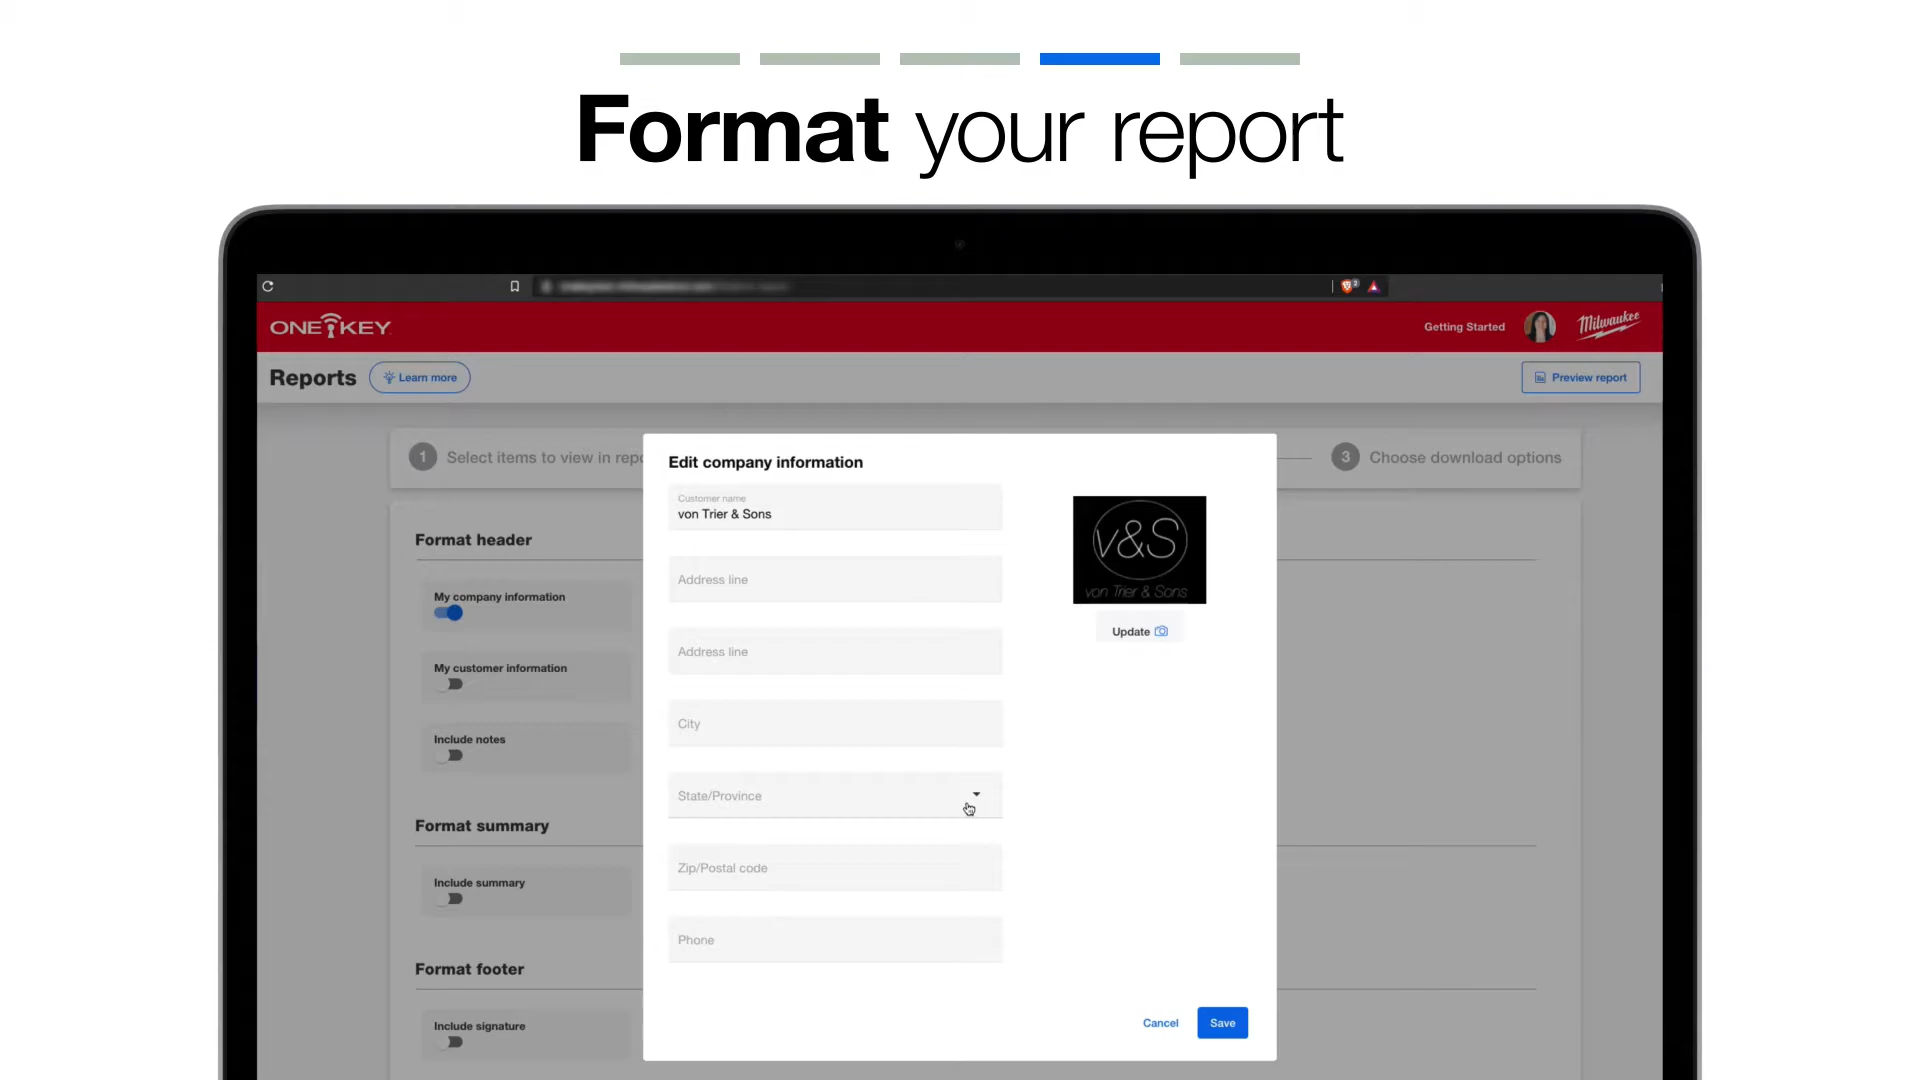 Format your report
ONE KEY
Getting Started
Milwaukee
Reports
Learn more
Preview report
1
Select items to view in repo
3
Choose download options
Edit company information
Customer name
von Trier & Sons
Address line
Address line
City
State/Province
Zip/Postal code
Phone
V&S
von Trier & Sons
Update
Cancel
Save
Format header
My company information
My customer information
Include notes
Format summary
Include summary
Format footer
Include signature